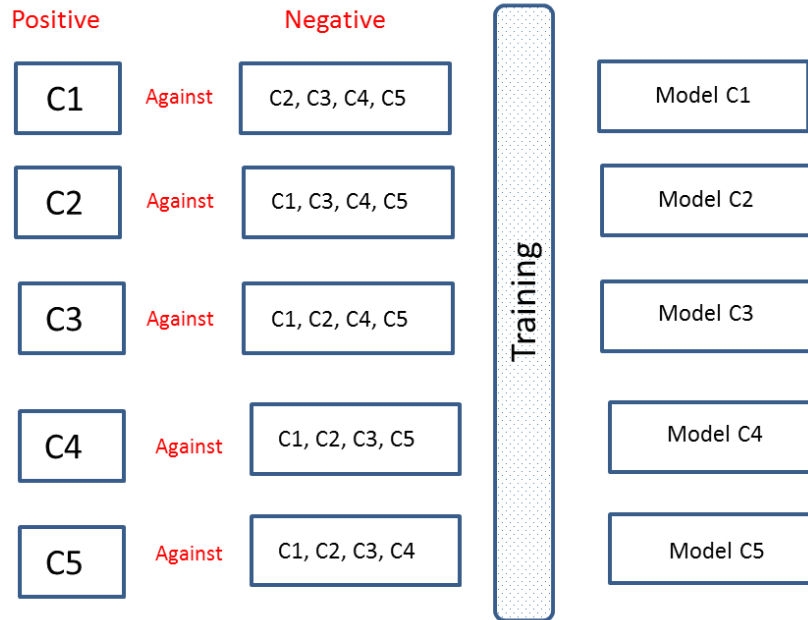 Positive Negative
C1 Against C2, C3, C4, C5 Model C1
C2 Against C1, C3, C4, C5 Model C2
C3 Against C1, C2, C4, C5 Training Model C3
C4 Against C1, C2, C3, C5 Model C4
C5 Against C1, C2, C3, C4 Model C5